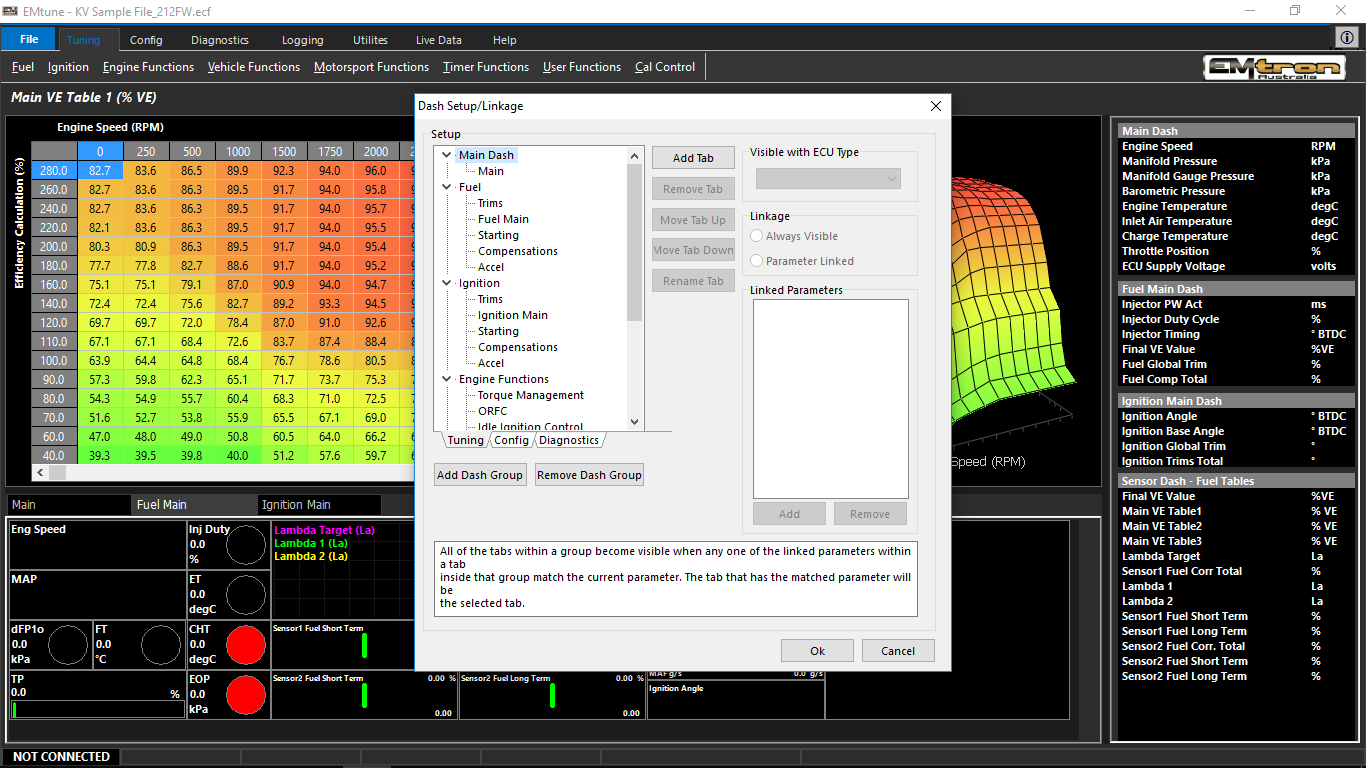 EMtune - KV Sample File_212FW.ecf
File Tuning Config Diagnostics Logging Utilites Live Data Help
Fuel Ignition Engine Functions Vehicle Functions Motorsport Functions Timer Functions User Functions Cal Control
EMtron
Australia
Main VE Table 1 (% VE)
Engine Speed (RPM)
Efficiency Calculation (%)
0 250 500 1000 1500 1750 2000
280.0 82.7 83.6 86.5 89.9 92.3 94.0 96.0
260.0 82.7 83.6 86.3 89.5 91.7 94.0 95.8
240.0 82.7 83.6 86.3 89.5 91.7 94.0 95.7
220.0 82.1 83.6 86.3 89.5 91.7 94.0 95.5
200.0 80.3 80.9 86.3 89.5 91.7 94.0 95.4
180.0 77.7 77.8 82.7 88.6 91.7 94.0 95.2
160.0 75.1 75.1 79.1 87.0 90.9 94.0 94.7
140.0 72.4 72.4 75.6 82.7 89.2 93.3 94.5
120.0 69.7 69.7 72.0 78.4 87.0 91.0 92.6
110.0 67.1 67.1 68.4 72.6 83.7 87.4 88.4
100.0 63.9 64.4 64.8 68.4 76.7 78.6 80.5
90.0 57.3 59.8 62.3 65.1 71.7 73.7 75.3
80.0 54.3 54.9 55.7 60.4 68.3 71.0 72.5
70.0 51.6 52.7 53.8 55.9 65.5 67.1 69.0
60.0 47.0 48.0 49.0 50.8 60.5 64.0 66.2
40.0 39.3 39.5 39.8 40.0 51.2 57.6 59.7
Speed (RPM)
Dash Setup/Linkage
Setup
Main Dash
Main
Fuel
Trims
Fuel Main
Starting
Compensations
Accel
Ignition
Trims
Ignition Main
Starting
Compensations
Accel
Engine Functions
Torque Management
ORFC
Idle Ignition Control
Tuning Config Diagnostics
Add Dash Group Remove Dash Group
Add Tab
Remove Tab
Move Tab Up
Move Tab Down
Rename Tab
Visible with ECU Type
Linkage
Always Visible
Parameter Linked
Linked Parameters
Add Remove
All of the tabs within a group become visible when any one of the linked parameters within
a tab
inside that group match the current parameter. The tab that has the matched parameter will
be
the selected tab.
Ok Cancel
Main Dash
Engine Speed RPM
Manifold Pressure kPa
Manifold Gauge Pressure kPa
Barometric Pressure kPa
Engine Temperature degC
Inlet Air Temperature degC
Charge Temperature degC
Throttle Position %
ECU Supply Voltage volts
Fuel Main Dash
Injector PW Act ms
Injector Duty Cycle %
Injector Timing ° BTDC
Final VE Value %VE
Fuel Global Trim %
Fuel Comp Total %
Ignition Main Dash
Ignition Angle ° BTDC
Ignition Base Angle ° BTDC
Ignition Global Trim °
Ignition Trims Total °
Sensor Dash - Fuel Tables
Final VE Value %VE
Main VE Table1 % VE
Main VE Table2 % VE
Main VE Table3 % VE
Lambda Target La
Sensor1 Fuel Corr Total %
Lambda 1 La
Lambda 2 La
Sensor1 Fuel Short Term %
Sensor1 Fuel Long Term %
Sensor2 Fuel Corr. Total %
Sensor2 Fuel Short Term %
Sensor2 Fuel Long Term %
Main Fuel Main Ignition Main
Eng Speed
MAP
dFP1o
0.0
kPa
FT
0.0
°C
TP
0.0
%
Inj Duty
0.0
%
ET
0.0
degC
CHT
0.0
degC
EOP
0.0
kPa
Lambda Target (La)
Lambda 1 (La)
Lambda 2 (La)
Sensor1 Fuel Short Term
Sensor2 Fuel Short Term 0.00 %
0.00
Sensor2 Fuel Long Term 0.00 %
0.00
MAF g/s 0.0 g/s
Ignition Angle
NOT CONNECTED